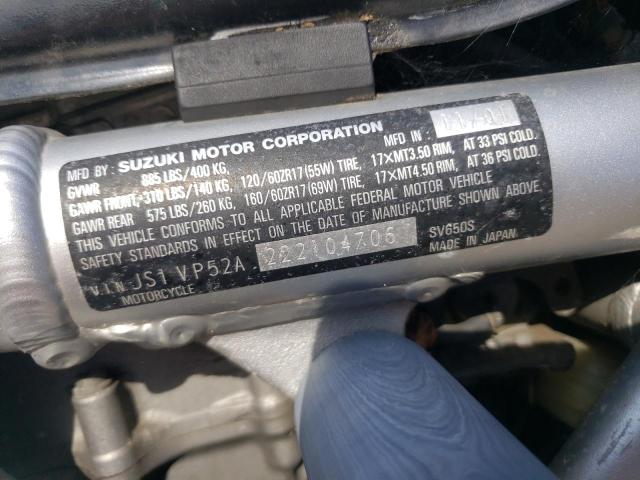 MFD BY: SUZUKI MOTOR CORPORATION MFD IN 11/01
GVWR 885 LBS/400 KG,
GAWR FRONT, 310 LBS/140 KG, 120/60ZR17(55W) TIRE, 17×MT3.50 RIM, AT 33 PSI COLD.
GAWR REAR 575 LBS/260 KG, 160/60ZR17(69W) TIRE, 17×MT4.50 RIM, AT 36 PSI COLD.
THIS VEHICLE CONFORMS TO ALL APPLICABLE FEDERAL MOTOR VEHICLE
SAFETY STANDARDS IN EFFECT ON THE DATE OF MANUFACTURE SHOWN ABOVE.
V.I.N JS1VP52A 222104706 SV650S
MOTORCYCLE MADE IN JAPAN